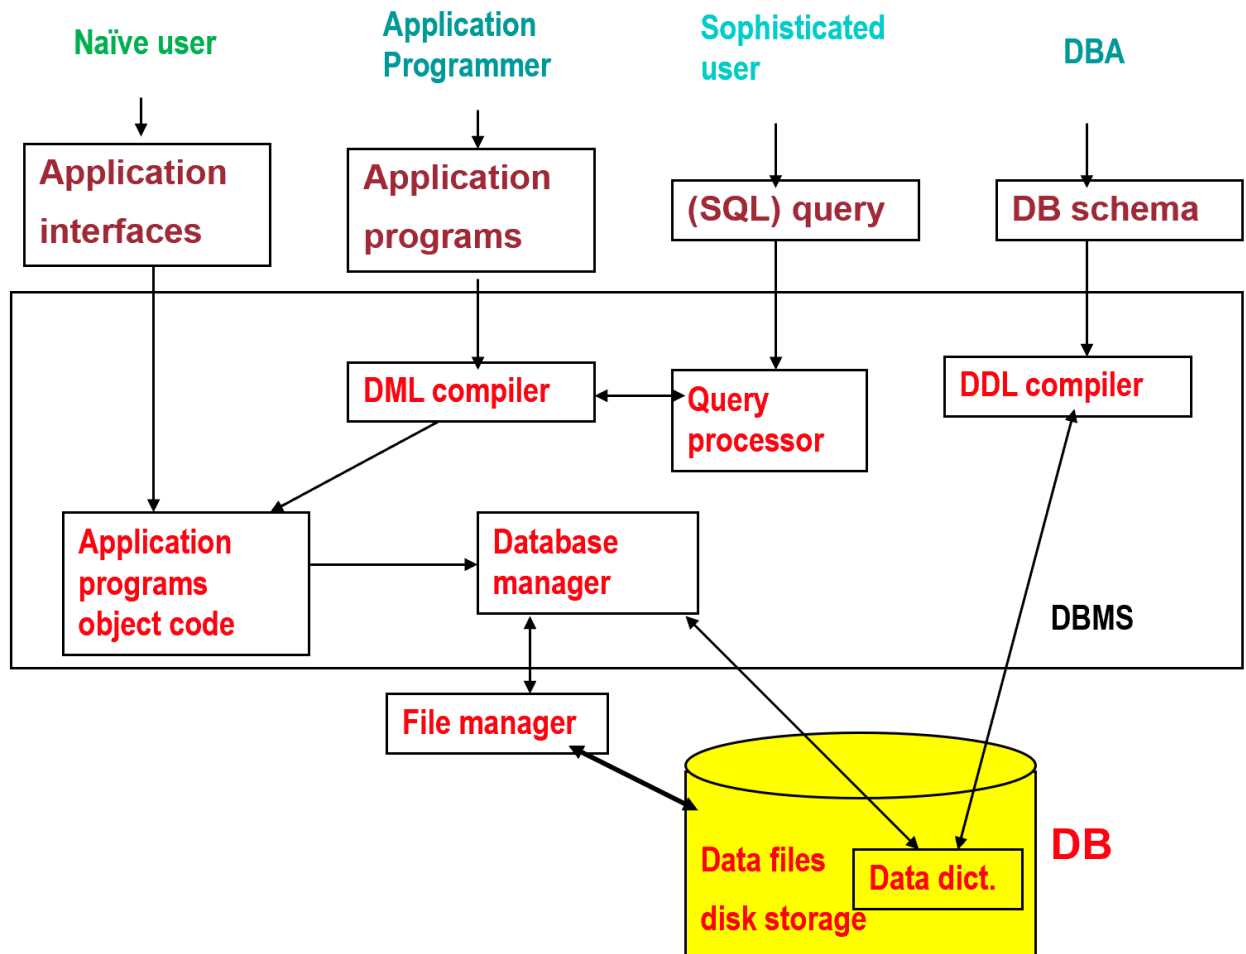 Naïve user
Application
Programmer
Sophisticated
user
DBA
Application
interfaces
Application
programs
(SQL) query
DB schema
DML compiler
Query
processor
DDL compiler
Application
programs
object code
Database
manager
DBMS
File manager
DB
Data files
disk storage
Data dict.